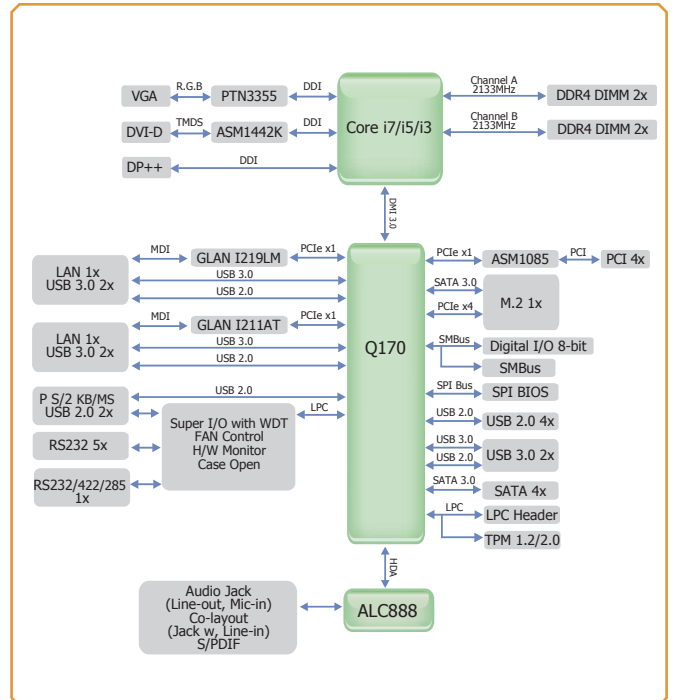 VGA
R.G.B
PTN3355
DDI
Core i7/i5/i3
Channel A
2133MHz
DDR4 DIMM 2x
DVI-D
TMDS
ASM1442K
DDI
Channel B
2133MHz
DDR4 DIMM 2x
DP++
DDI
DMI 3.0
LAN 1x
USB 3.0 2x
MDI
GLAN I219LM
PCIe x1
USB 3.0
USB 2.0
LAN 1x
USB 3.0 2x
MDI
GLAN I211AT
PCIe x1
USB 3.0
USB 2.0
P S/2 KB/MS
USB 2.0 2x
USB 2.0
RS232 5x
RS232/422/285
1x
Super I/O with WDT
FAN Control
H/W Monitor
Case Open
LPC
Q170
PCIe x1
ASM1085
PCI
PCI 4x
SATA 3.0
PCIe x4
M.2 1x
SMBus
Digital I/O 8-bit
SMBus
SPI Bus
SPI BIOS
USB 2.0
USB 2.0 4x
USB 3.0
USB 2.0
USB 3.0 2x
SATA 3.0
SATA 4x
LPC
LPC Header
TPM 1.2/2.0
HDA
Audio Jack
(Line-out, Mic-in)
Co-layout
(Jack w, Line-in)
S/PDIF
ALC888